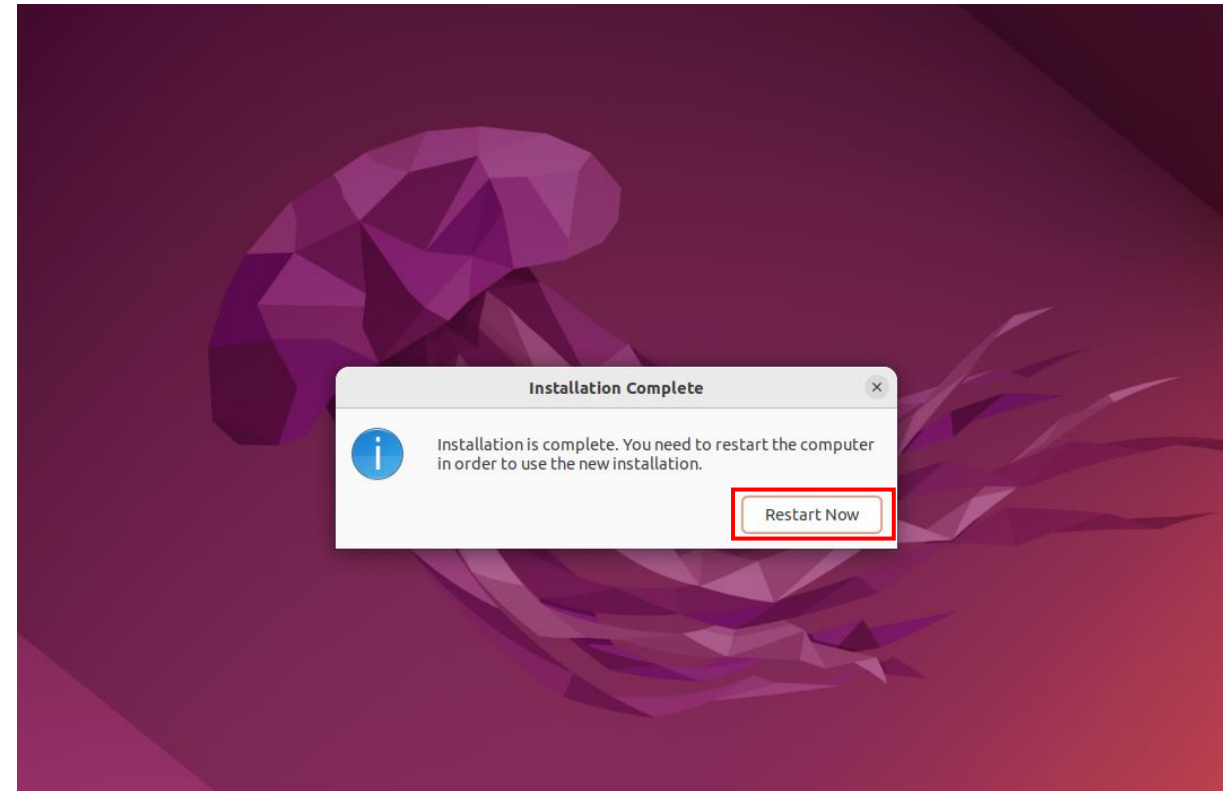 Installation Complete
Installation is complete. You need to restart the computer
in order to use the new installation.
Restart Now